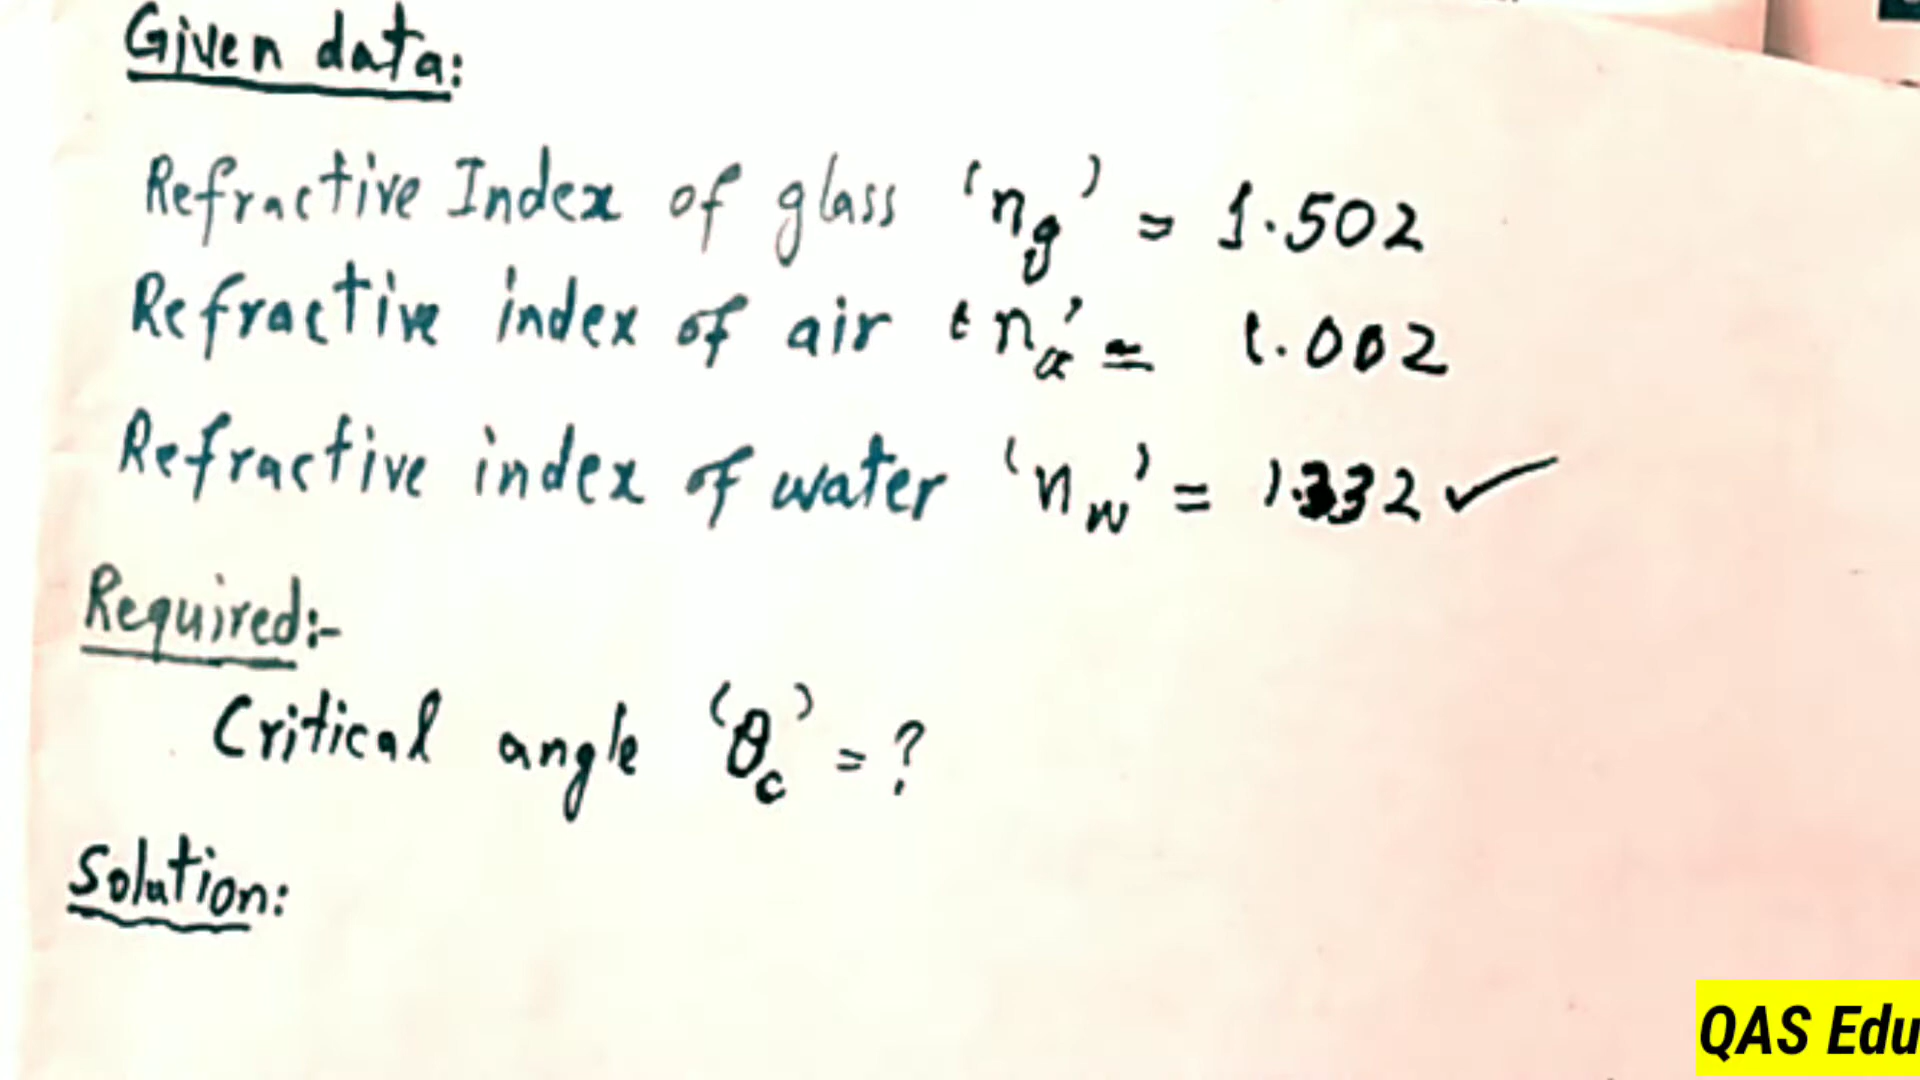 Given data:
Refractive Index of glass 'ng' = 1.502
Refractive index of air 'na' = 1.002
Refractive index of water 'nw' = 1.332 ✓
Required:-
Critical angle 'θc' = ?
Solution:
QAS Edu